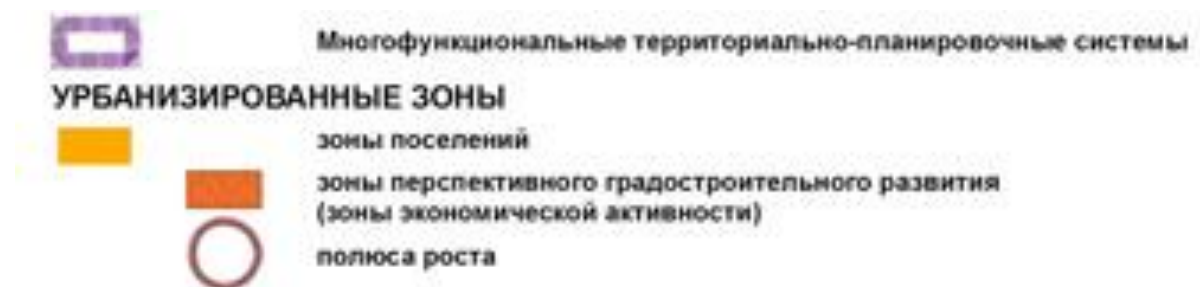 Многофункциональные территориально-планировочные системы
УРБАНИЗИРОВАННЫЕ ЗОНЫ
зоны поселений
зоны перспективного градостроительного развития
(зоны экономической активности)
полюса роста